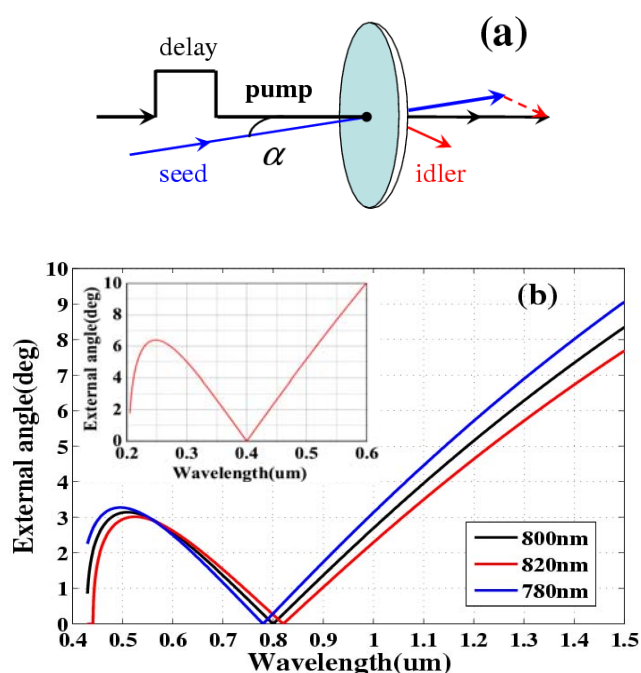 (a)
delay
pump
α
seed
idler
(b)
External angle(deg)
10
9
8
7
6
5
4
3
2
1
0
0.4 0.5 0.6 0.7 0.8 0.9 1 1.1 1.2 1.3 1.4 1.5
Wavelength(um)
External angle(deg)
10
8
6
4
2
0
0.2 0.3 0.4 0.5 0.6
Wavelength(um)
800nm
820nm
780nm